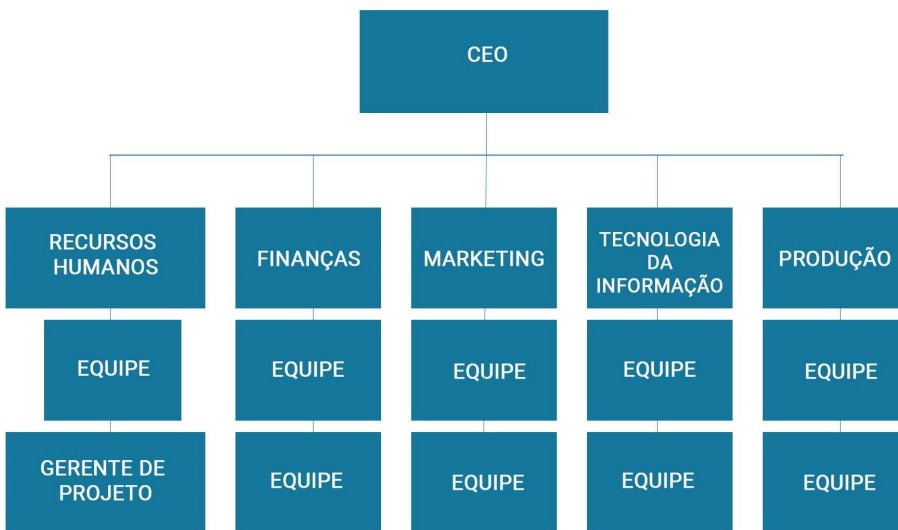 CEO
RECURSOS
HUMANOS
FINANÇAS
MARKETING
TECNOLOGIA
DA
INFORMAÇÃO
PRODUÇÃO
EQUIPE
EQUIPE
EQUIPE
EQUIPE
EQUIPE
GERENTE DE
PROJETO
EQUIPE
EQUIPE
EQUIPE
EQUIPE